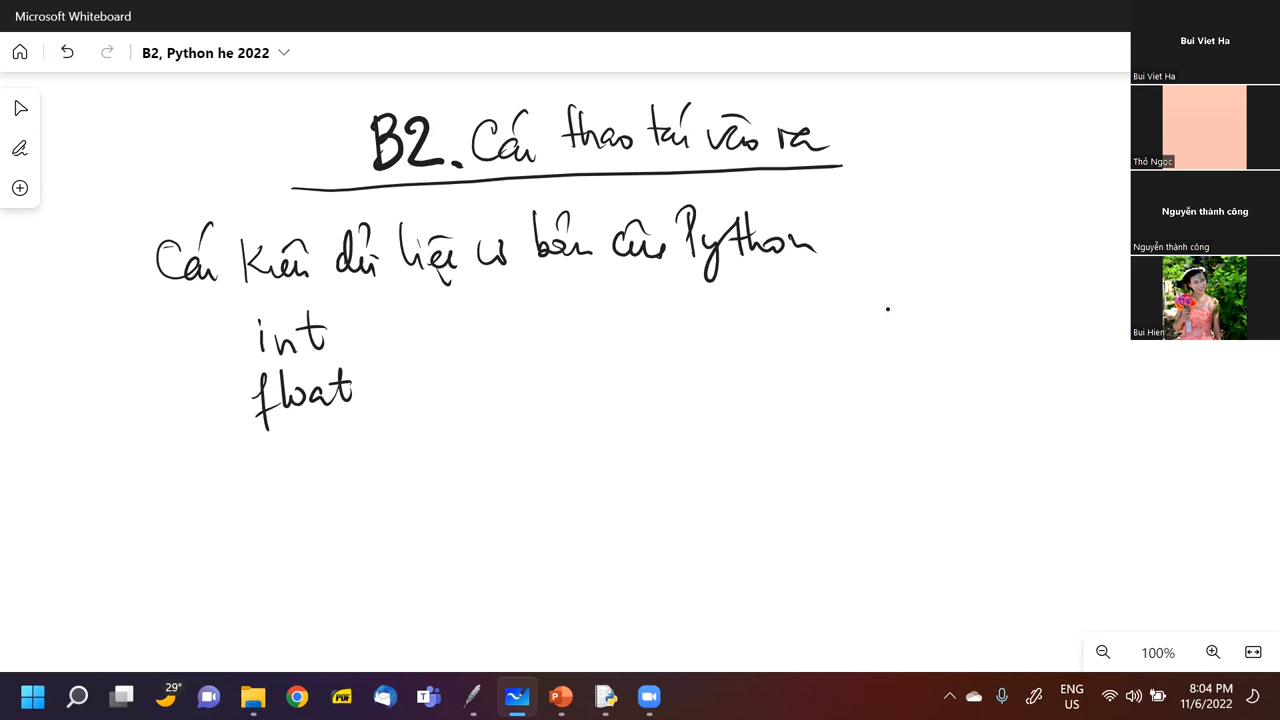 Microsoft Whiteboard
B2, Python he 2022
B2. Các thao tác vào ra
Các kiểu dữ liệu cơ bản của Python
int
float
Bui Viet Ha
Bui Viet Ha
Thỏ Ngọc
Nguyễn thành công
Nguyễn thành công
Bui Hien
100%
29°
PDF
ENG
US
8:04 PM
11/6/2022